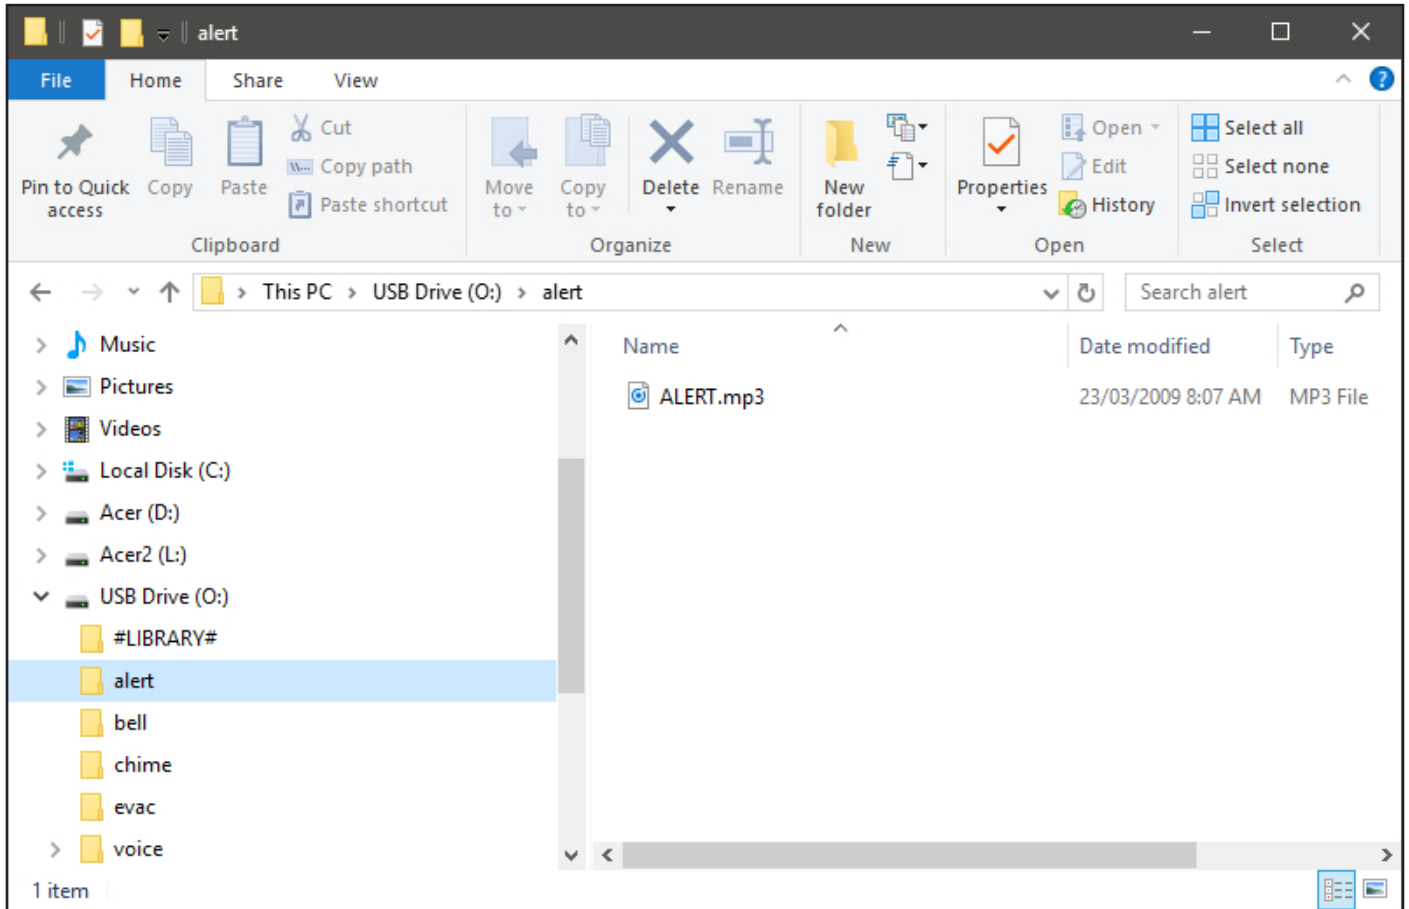 alert
File Home Share View
Pin to Quick access
Copy
Paste
Cut
Copy path
Paste shortcut
Clipboard
Move to
Copy to
Delete
Rename
Organize
New folder
New
Properties
Open
Edit
History
Open
Select all
Select none
Invert selection
Select
This PC > USB Drive (O:) > alert
Search alert
Music
Pictures
Videos
Local Disk (C:)
Acer (D:)
Acer2 (L:)
USB Drive (O:)
#LIBRARY#
alert
bell
chime
evac
voice
Name Date modified Type
ALERT.mp3 23/03/2009 8:07 AM MP3 File
1 item